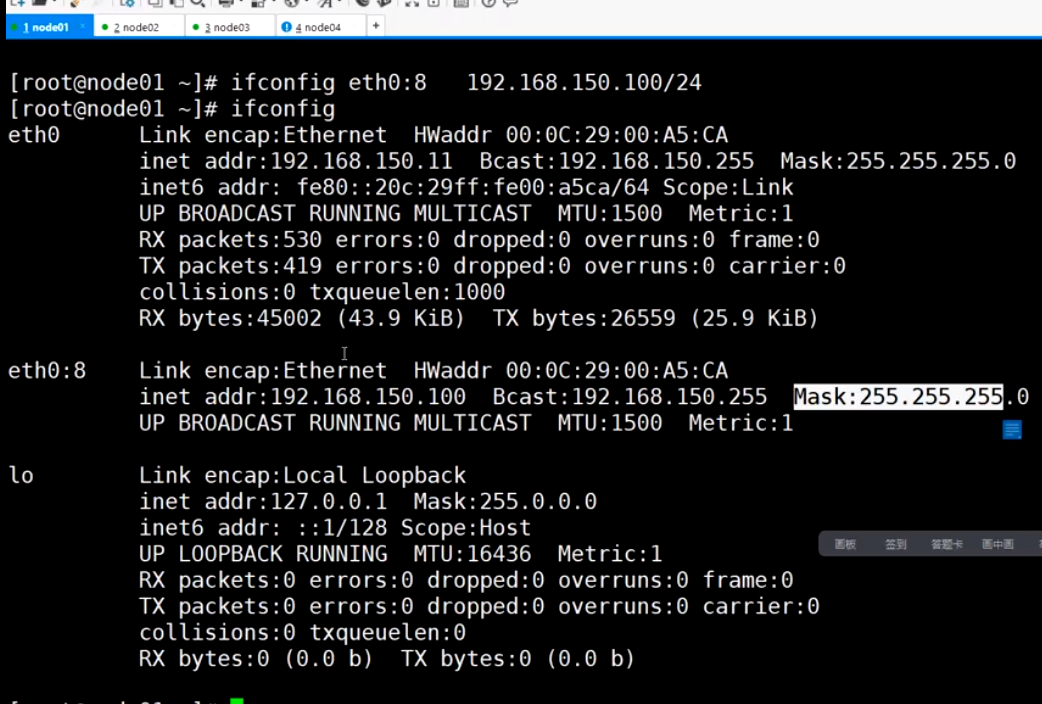 1 node01 × 2 node02 3 node03 4 node04 +
[root@node01 ~]# ifconfig eth0:8 192.168.150.100/24
[root@node01 ~]# ifconfig
eth0 Link encap:Ethernet HWaddr 00:0C:29:00:A5:CA
inet addr:192.168.150.11 Bcast:192.168.150.255 Mask:255.255.255.0
inet6 addr: fe80::20c:29ff:fe00:a5ca/64 Scope:Link
UP BROADCAST RUNNING MULTICAST MTU:1500 Metric:1
RX packets:530 errors:0 dropped:0 overruns:0 frame:0
TX packets:419 errors:0 dropped:0 overruns:0 carrier:0
collisions:0 txqueuelen:1000
RX bytes:45002 (43.9 KiB) TX bytes:26559 (25.9 KiB)
eth0:8 Link encap:Ethernet HWaddr 00:0C:29:00:A5:CA
inet addr:192.168.150.100 Bcast:192.168.150.255 Mask:255.255.255.0
UP BROADCAST RUNNING MULTICAST MTU:1500 Metric:1
lo Link encap:Local Loopback
inet addr:127.0.0.1 Mask:255.0.0.0
inet6 addr: ::1/128 Scope:Host
UP LOOPBACK RUNNING MTU:16436 Metric:1
画板 签到 答题卡 画中画
RX packets:0 errors:0 dropped:0 overruns:0 frame:0
TX packets:0 errors:0 dropped:0 overruns:0 carrier:0
collisions:0 txqueuelen:0
RX bytes:0 (0.0 b) TX bytes:0 (0.0 b)